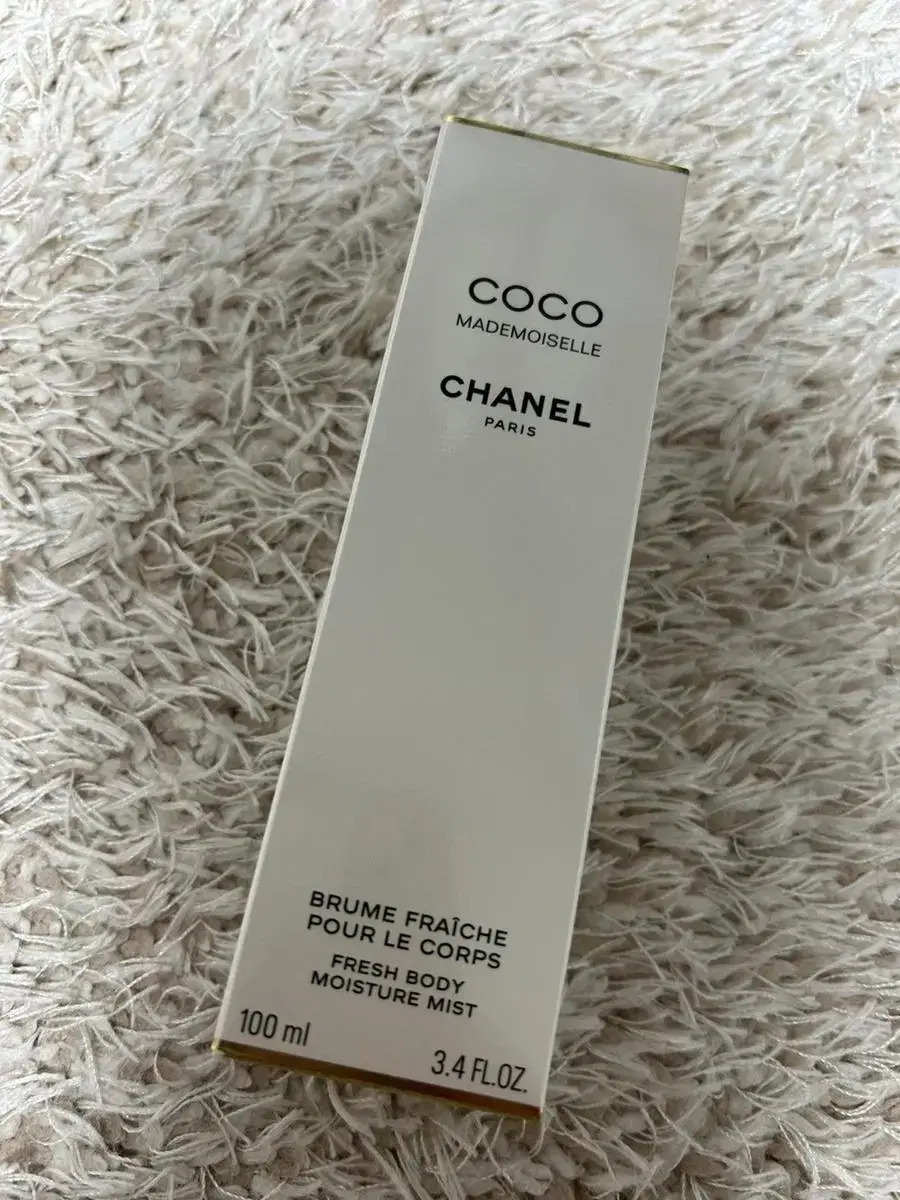 COCO
MADEMOISELLE
CHANEL
PARIS
BRUME FRAÎCHE
POUR LE CORPS
FRESH BODY
MOISTURE MIST
100 ml
3.4 FL.OZ.